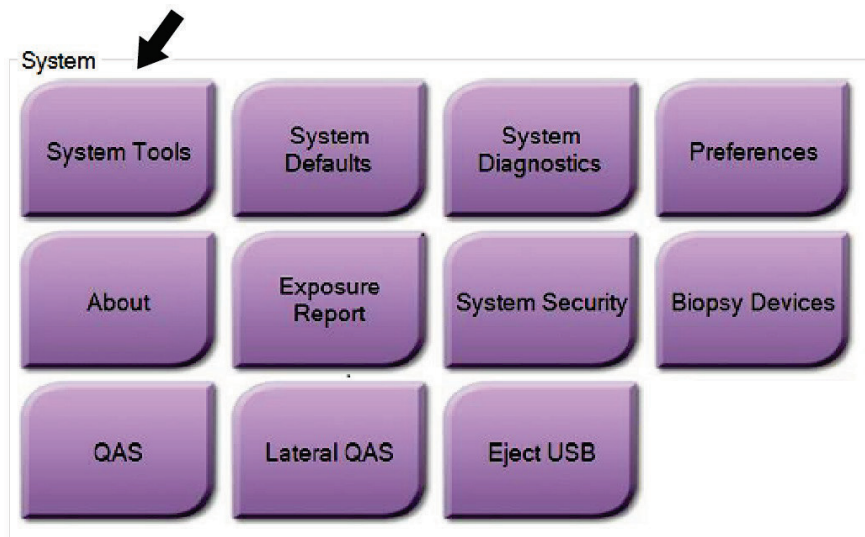 System
System Tools
System
Defaults
System
Diagnostics
Preferences
About
Exposure
Report
System Security
Biopsy Devices
QAS
Lateral QAS
Eject USB